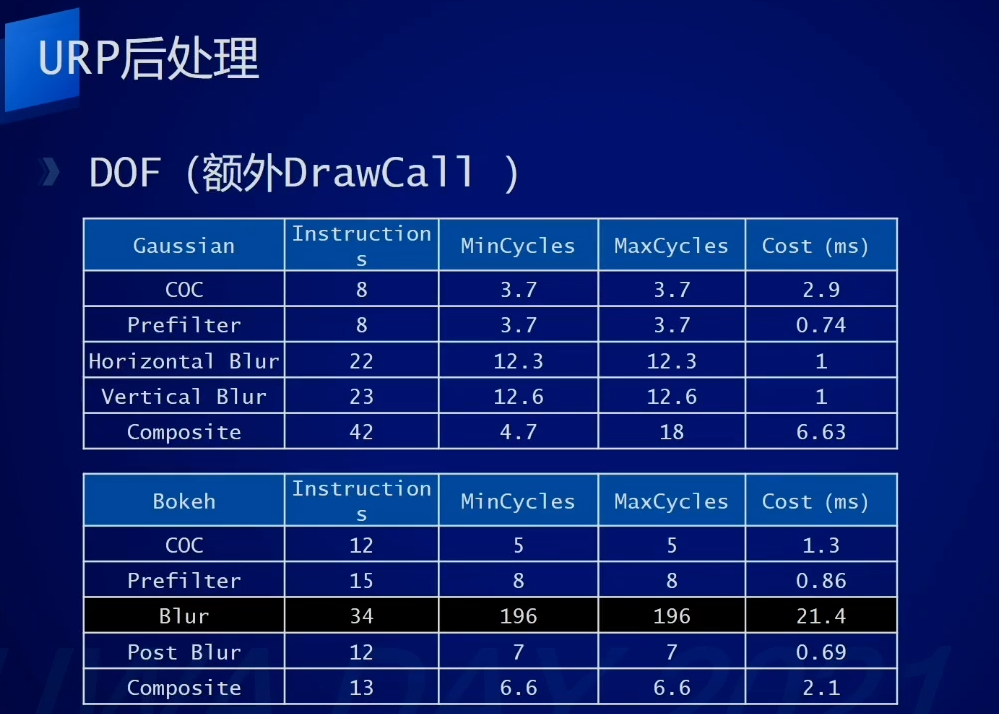 URP后处理
DOF (额外DrawCall )
Gaussian Instructions MinCycles MaxCycles Cost (ms)
COC 8 3.7 3.7 2.9
Prefilter 8 3.7 3.7 0.74
Horizontal Blur 22 12.3 12.3 1
Vertical Blur 23 12.6 12.6 1
Composite 42 4.7 18 6.63
Bokeh Instructions MinCycles MaxCycles Cost (ms)
COC 12 5 5 1.3
Prefilter 15 8 8 0.86
Blur 34 196 196 21.4
Post Blur 12 7 7 0.69
Composite 13 6.6 6.6 2.1